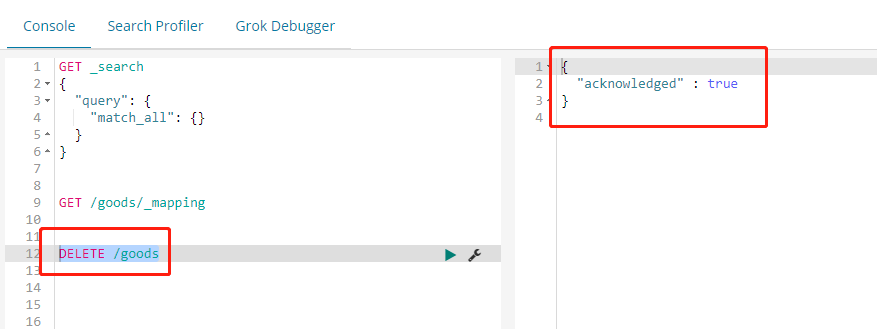 Console Search Profiler Grok Debugger
1 GET _search
2 {
3 "query": {
4 "match_all": {}
5 }
6 }
7
8
9 GET /goods/_mapping
10
11
12 DELETE /goods
13
14
15
16
1 {
2 "acknowledged" : true
3 }
4